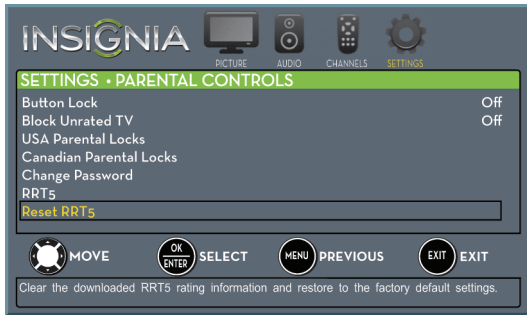 INSIGNIA
PICTURE AUDIO CHANNELS SETTINGS
SETTINGS • PARENTAL CONTROLS
Button Lock Off
Block Unrated TV Off
USA Parental Locks
Canadian Parental Locks
Change Password
RRT5
Reset RRT5
MOVE OK ENTER SELECT MENU PREVIOUS EXIT EXIT
Clear the downloaded RRT5 rating information and restore to the factory default settings.